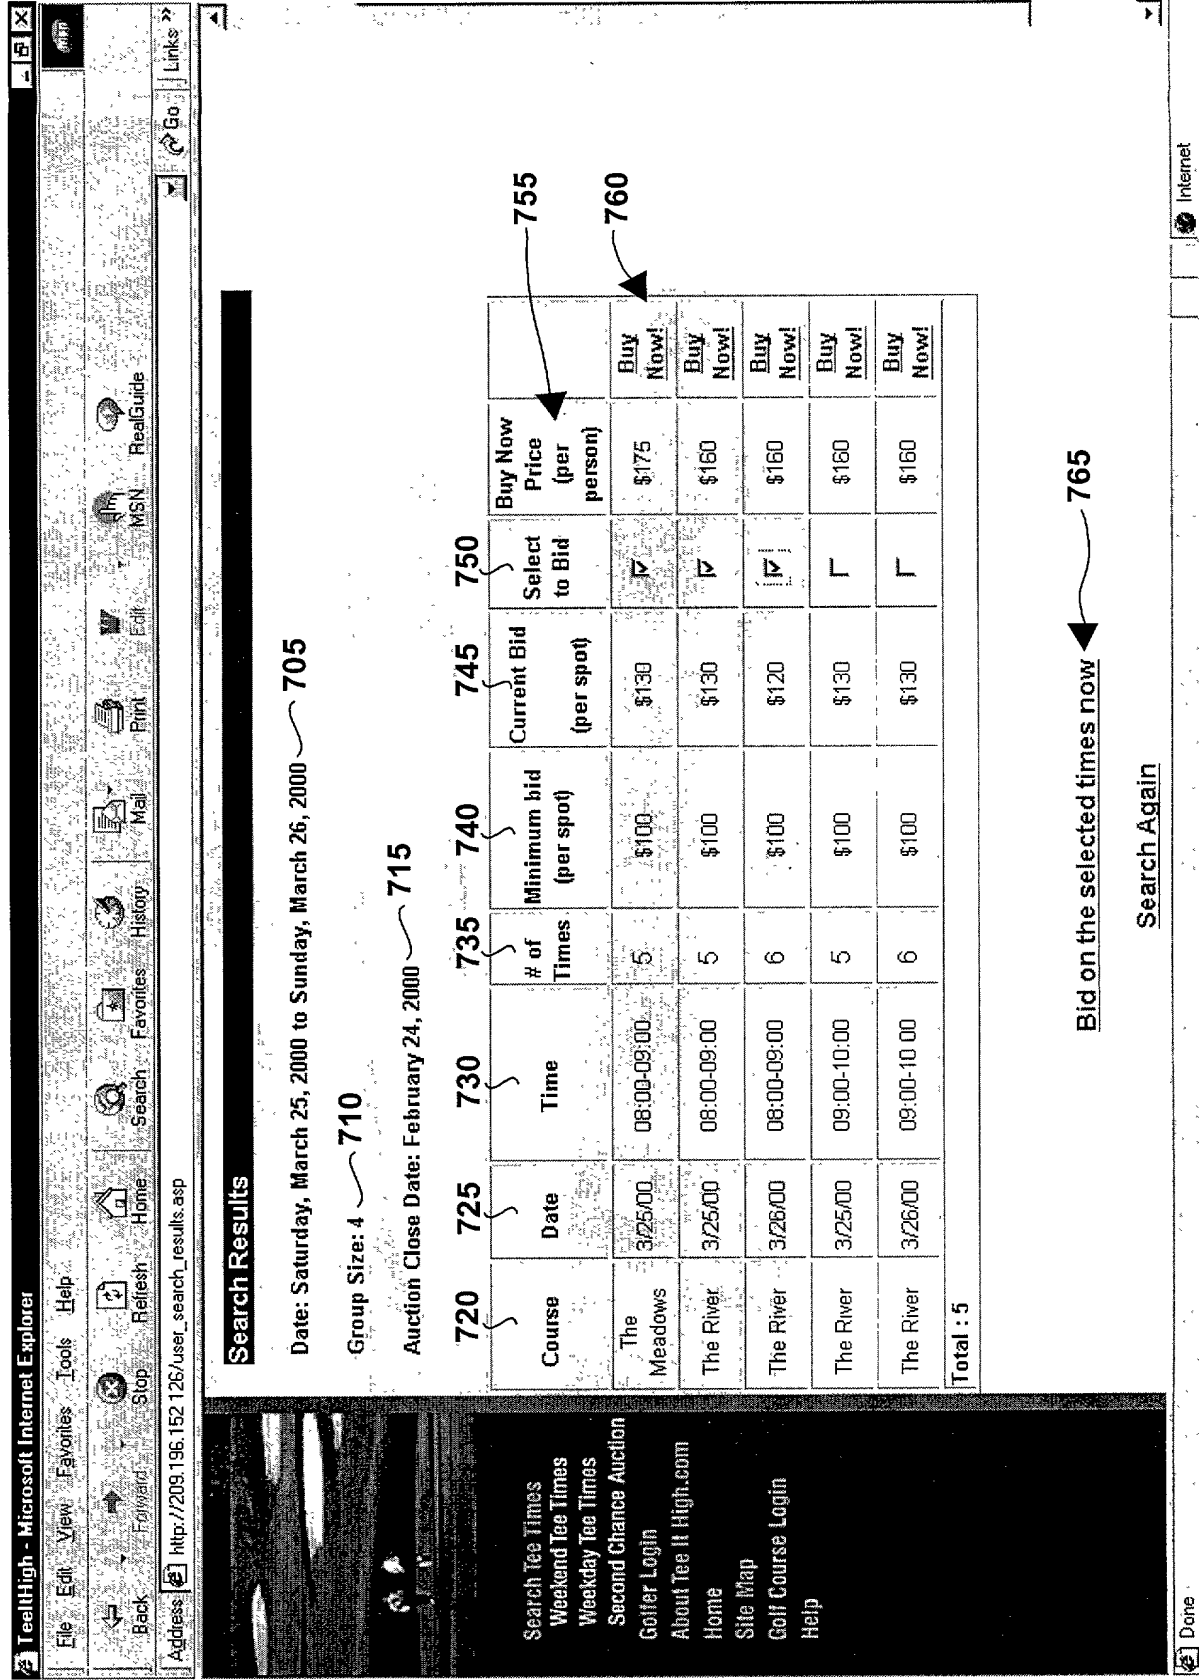 TeeItHigh - Microsoft Internet Explorer
File Edit View Favorites Tools Help
Back Forward Stop Refresh Home Search Favorites History Mail Print Edit MSN RealGuide
Address http://209.196.152 126/user_search_results.asp Go Links »
Search Tee Times
Weekend Tee Times
Weekday Tee Times
Second Chance Auction
Golfer Login
About Tee It High.com
Home
Site Map
Golf Course Login
Help
Search Results
Date: Saturday, March 25, 2000 to Sunday, March 26, 2000 705
Group Size: 4 710
Auction Close Date: February 24, 2000 715
720 725 730 735 740 745 750 755
Course Date Time # of Times Minimum bid (per spot) Current Bid (per spot) Select to Bid Buy Now Price (per person)
The Meadows 3/25/00 08:00-09:00 5 $100 $130 $175 Buy Now! 760
The River 3/25/00 08:00-09:00 5 $100 $130 $160 Buy Now!
The River 3/26/00 08:00-09:00 6 $100 $120 $160 Buy Now!
The River 3/25/00 09:00-10:00 5 $100 $130 $160 Buy Now!
The River 3/26/00 09:00-10 00 6 $100 $130 $160 Buy Now!
Total : 5
Bid on the selected times now 765
Search Again
Done Internet